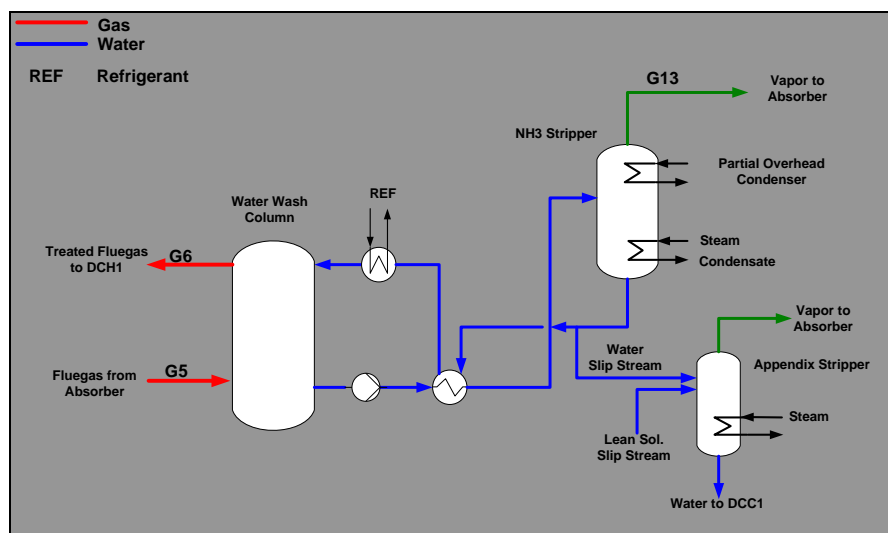 Gas
Water
REF Refrigerant
G13
Vapor to
Absorber
NH3 Stripper
Partial Overhead
Condenser
REF
Water Wash
Column
Treated Fluegas
to DCH1
G6
Steam
Condensate
Vapor to
Absorber
Water
Slip Stream
Appendix Stripper
Fluegas from
Absorber
G5
Steam
Lean Sol.
Slip Stream
Water to DCC1